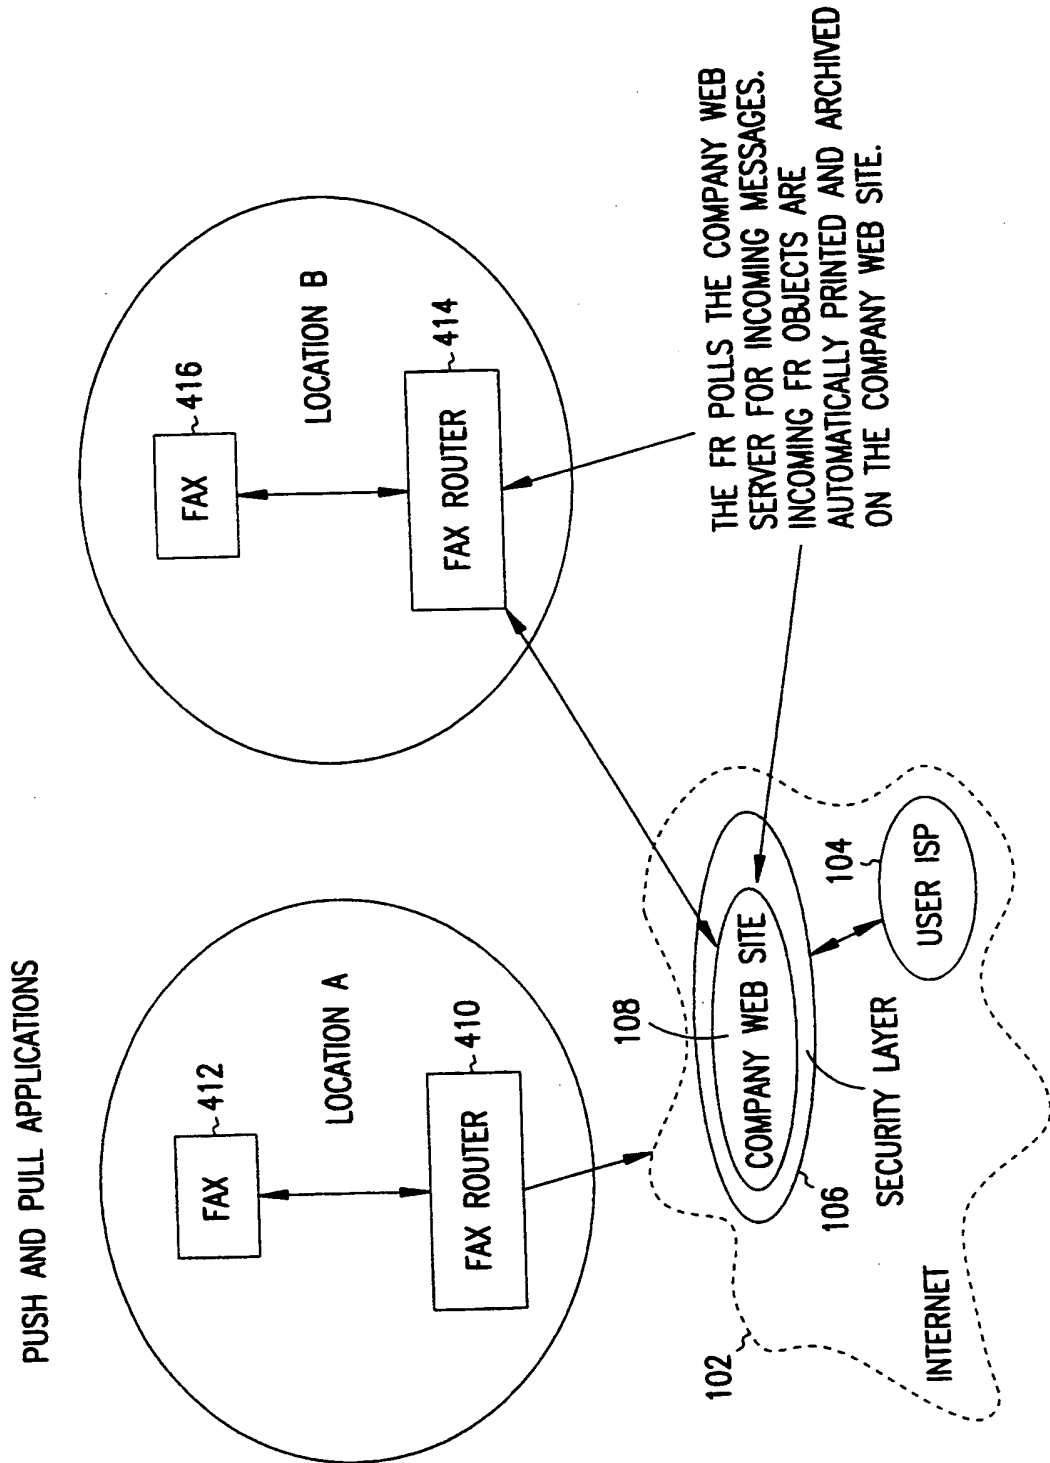 PUSH AND PULL APPLICATIONS
FAX
412
LOCATION A
FAX ROUTER
410
FAX
416
LOCATION B
FAX ROUTER
414
THE FR POLLS THE COMPANY WEB
SERVER FOR INCOMING MESSAGES.
INCOMING FR OBJECTS ARE
AUTOMATICALLY PRINTED AND ARCHIVED
ON THE COMPANY WEB SITE.
108
COMPANY WEB SITE
106
SECURITY LAYER
104
USER ISP
102
INTERNET